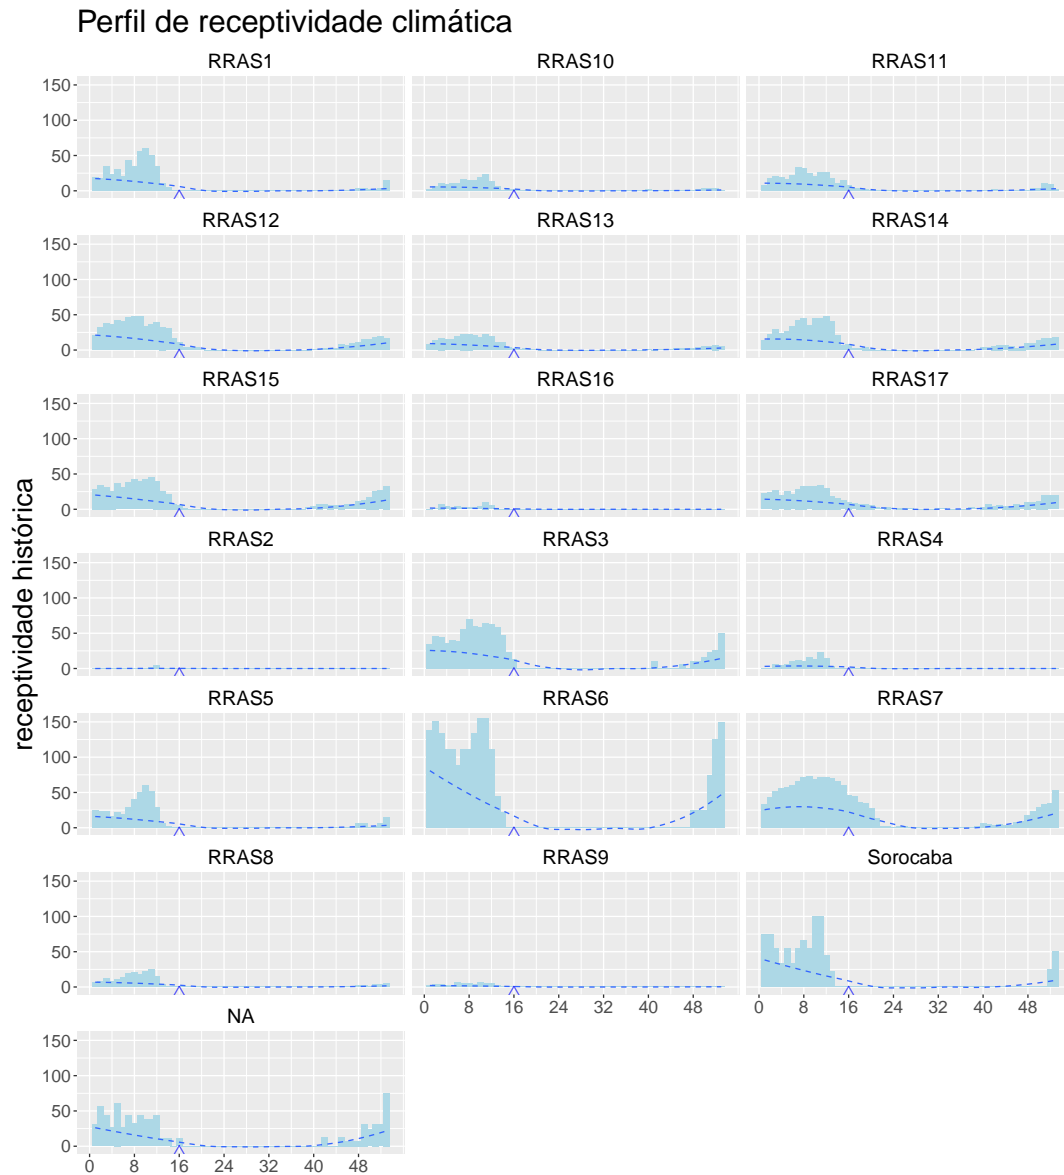 Perfil de receptividade climática
RRAS1 RRAS10 RRAS11
150
100
50
0
RRAS12 RRAS13 RRAS14
150
100
50
0
RRAS15 RRAS16 RRAS17
150
100
50
0
receptividade histórica
RRAS2 RRAS3 RRAS4
150
100
50
0
RRAS5 RRAS6 RRAS7
150
100
50
0
RRAS8 RRAS9 Sorocaba
150
100
50
0
0 8 16 24 32 40 48 0 8 16 24 32 40 48
NA
150
100
50
0
0 8 16 24 32 40 48